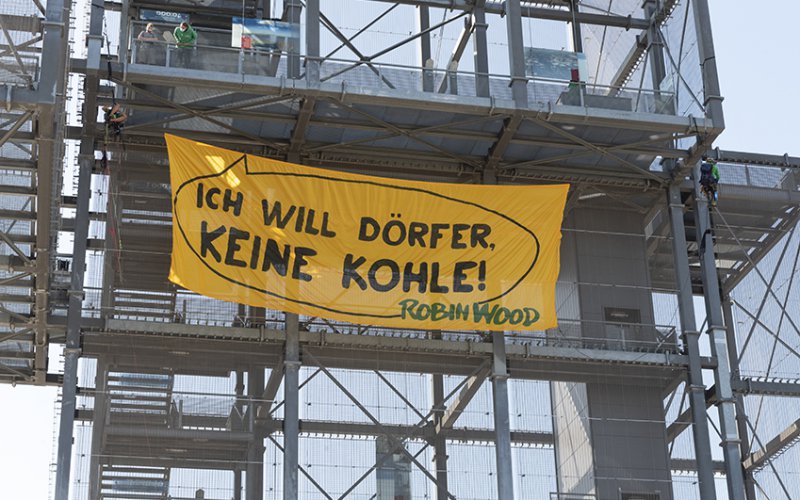 ICH WILL DÖRFER,
KEINE KOHLE!
ROBIN WOOD